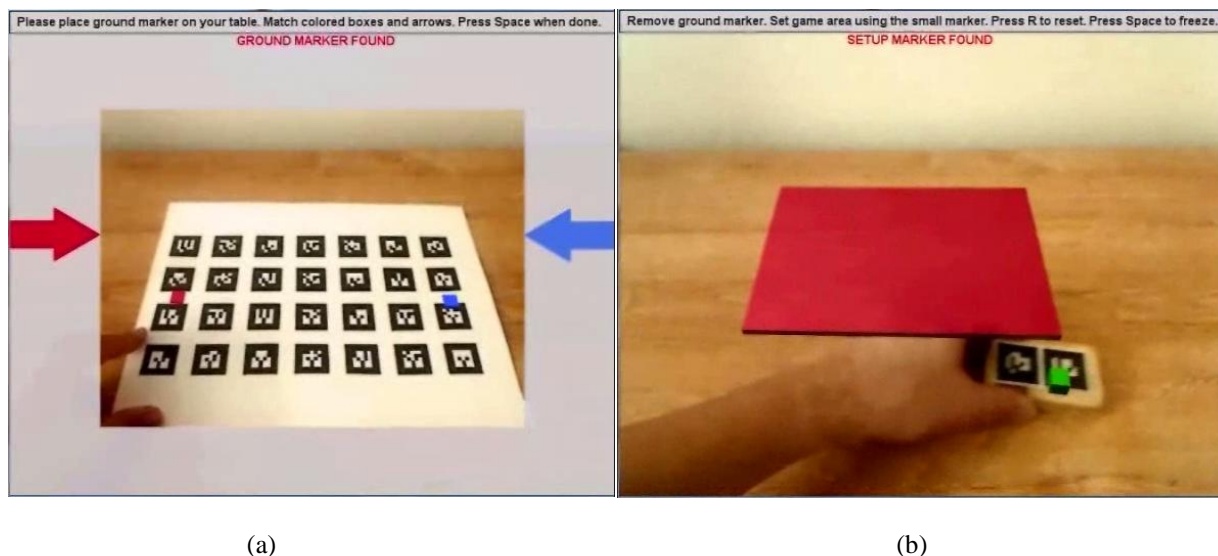 Please place ground marker on your table. Match colored boxes and arrows. Press Space when done.
GROUND MARKER FOUND
Remove ground marker. Set game area using the small marker. Press R to reset. Press Space to freeze.
SETUP MARKER FOUND
(a)
(b)